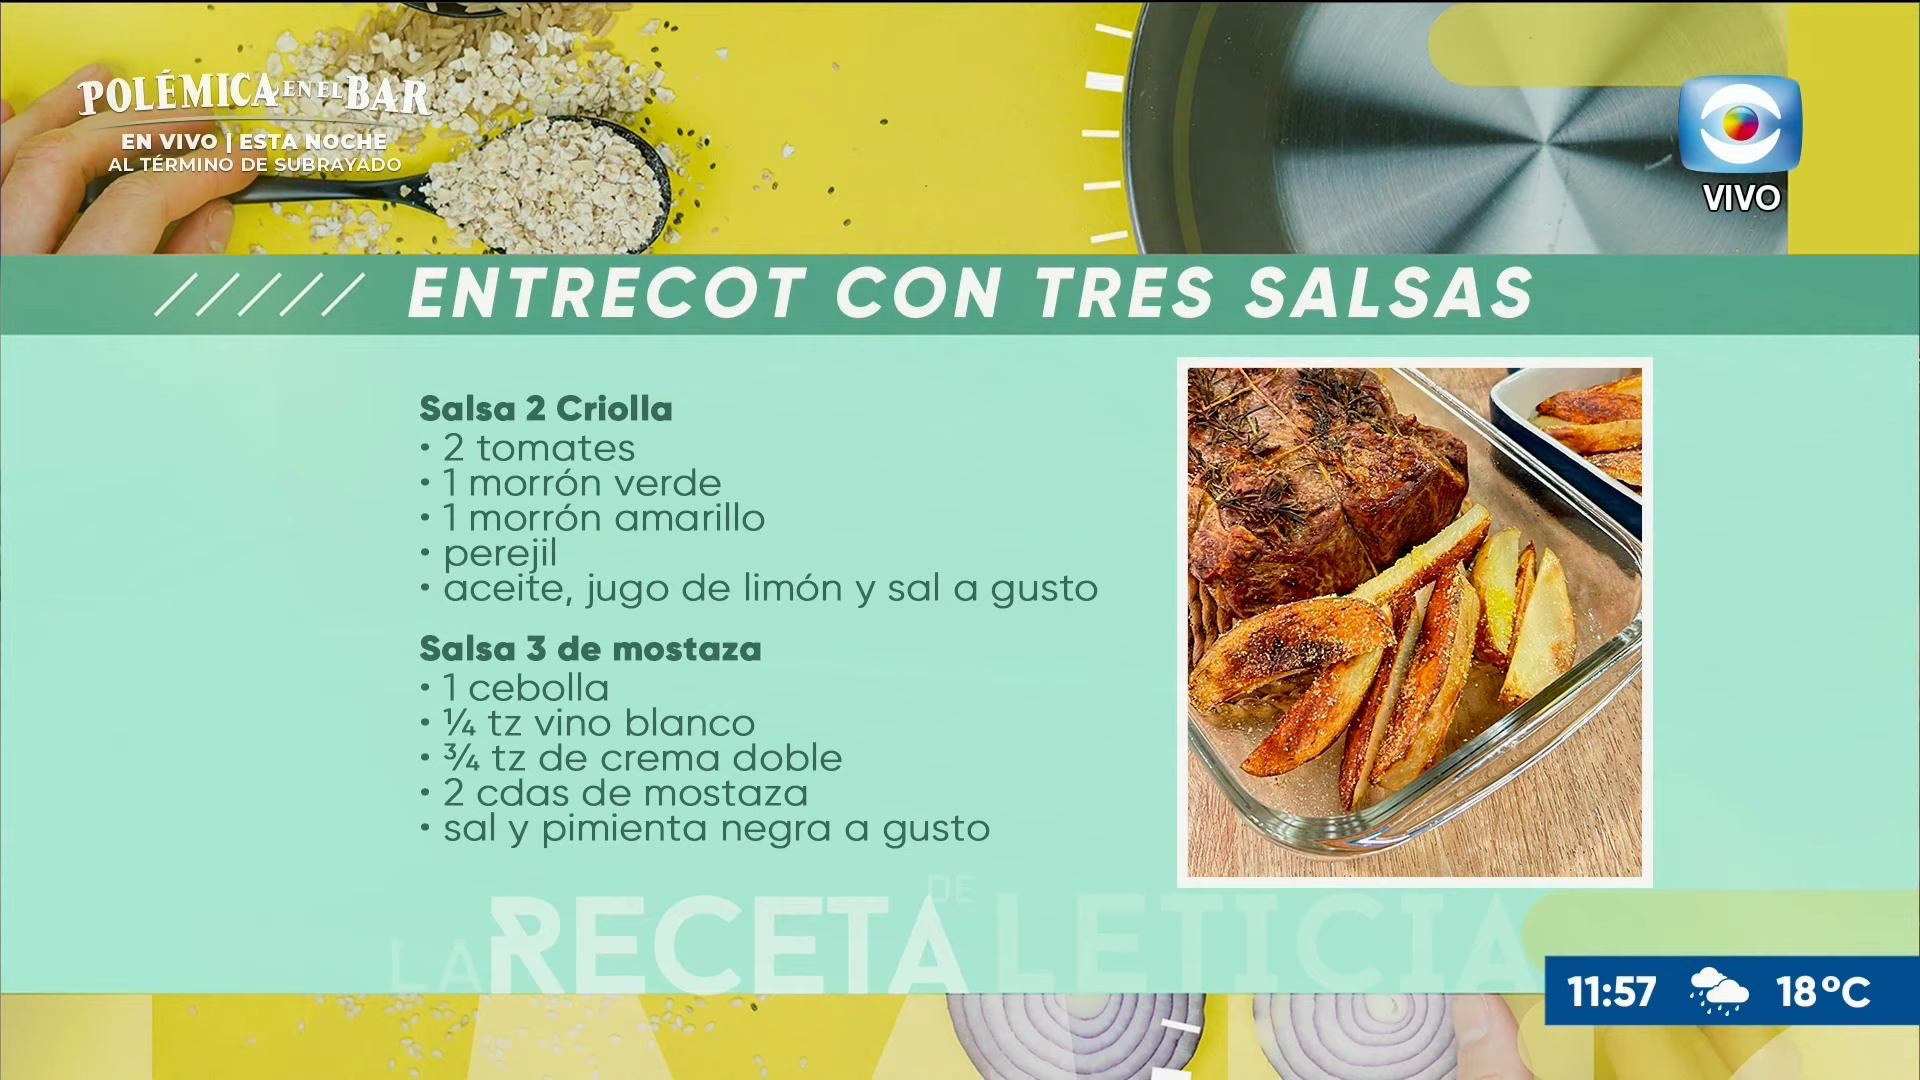 POLÉMICA EN EL BAR
EN VIVO | ESTA NOCHE
AL TÉRMINO DE SUBRAYADO
VIVO
ENTRECOT CON TRES SALSAS
Salsa 2 Criolla
• 2 tomates
• 1 morrón verde
• 1 morrón amarillo
• perejil
• aceite, jugo de limón y sal a gusto
Salsa 3 de mostaza
• 1 cebolla
• ¼ tz vino blanco
• ¾ tz de crema doble
• 2 cdas de mostaza
• sal y pimienta negra a gusto
LA RECETA DE LETICIA
11:57 18°C